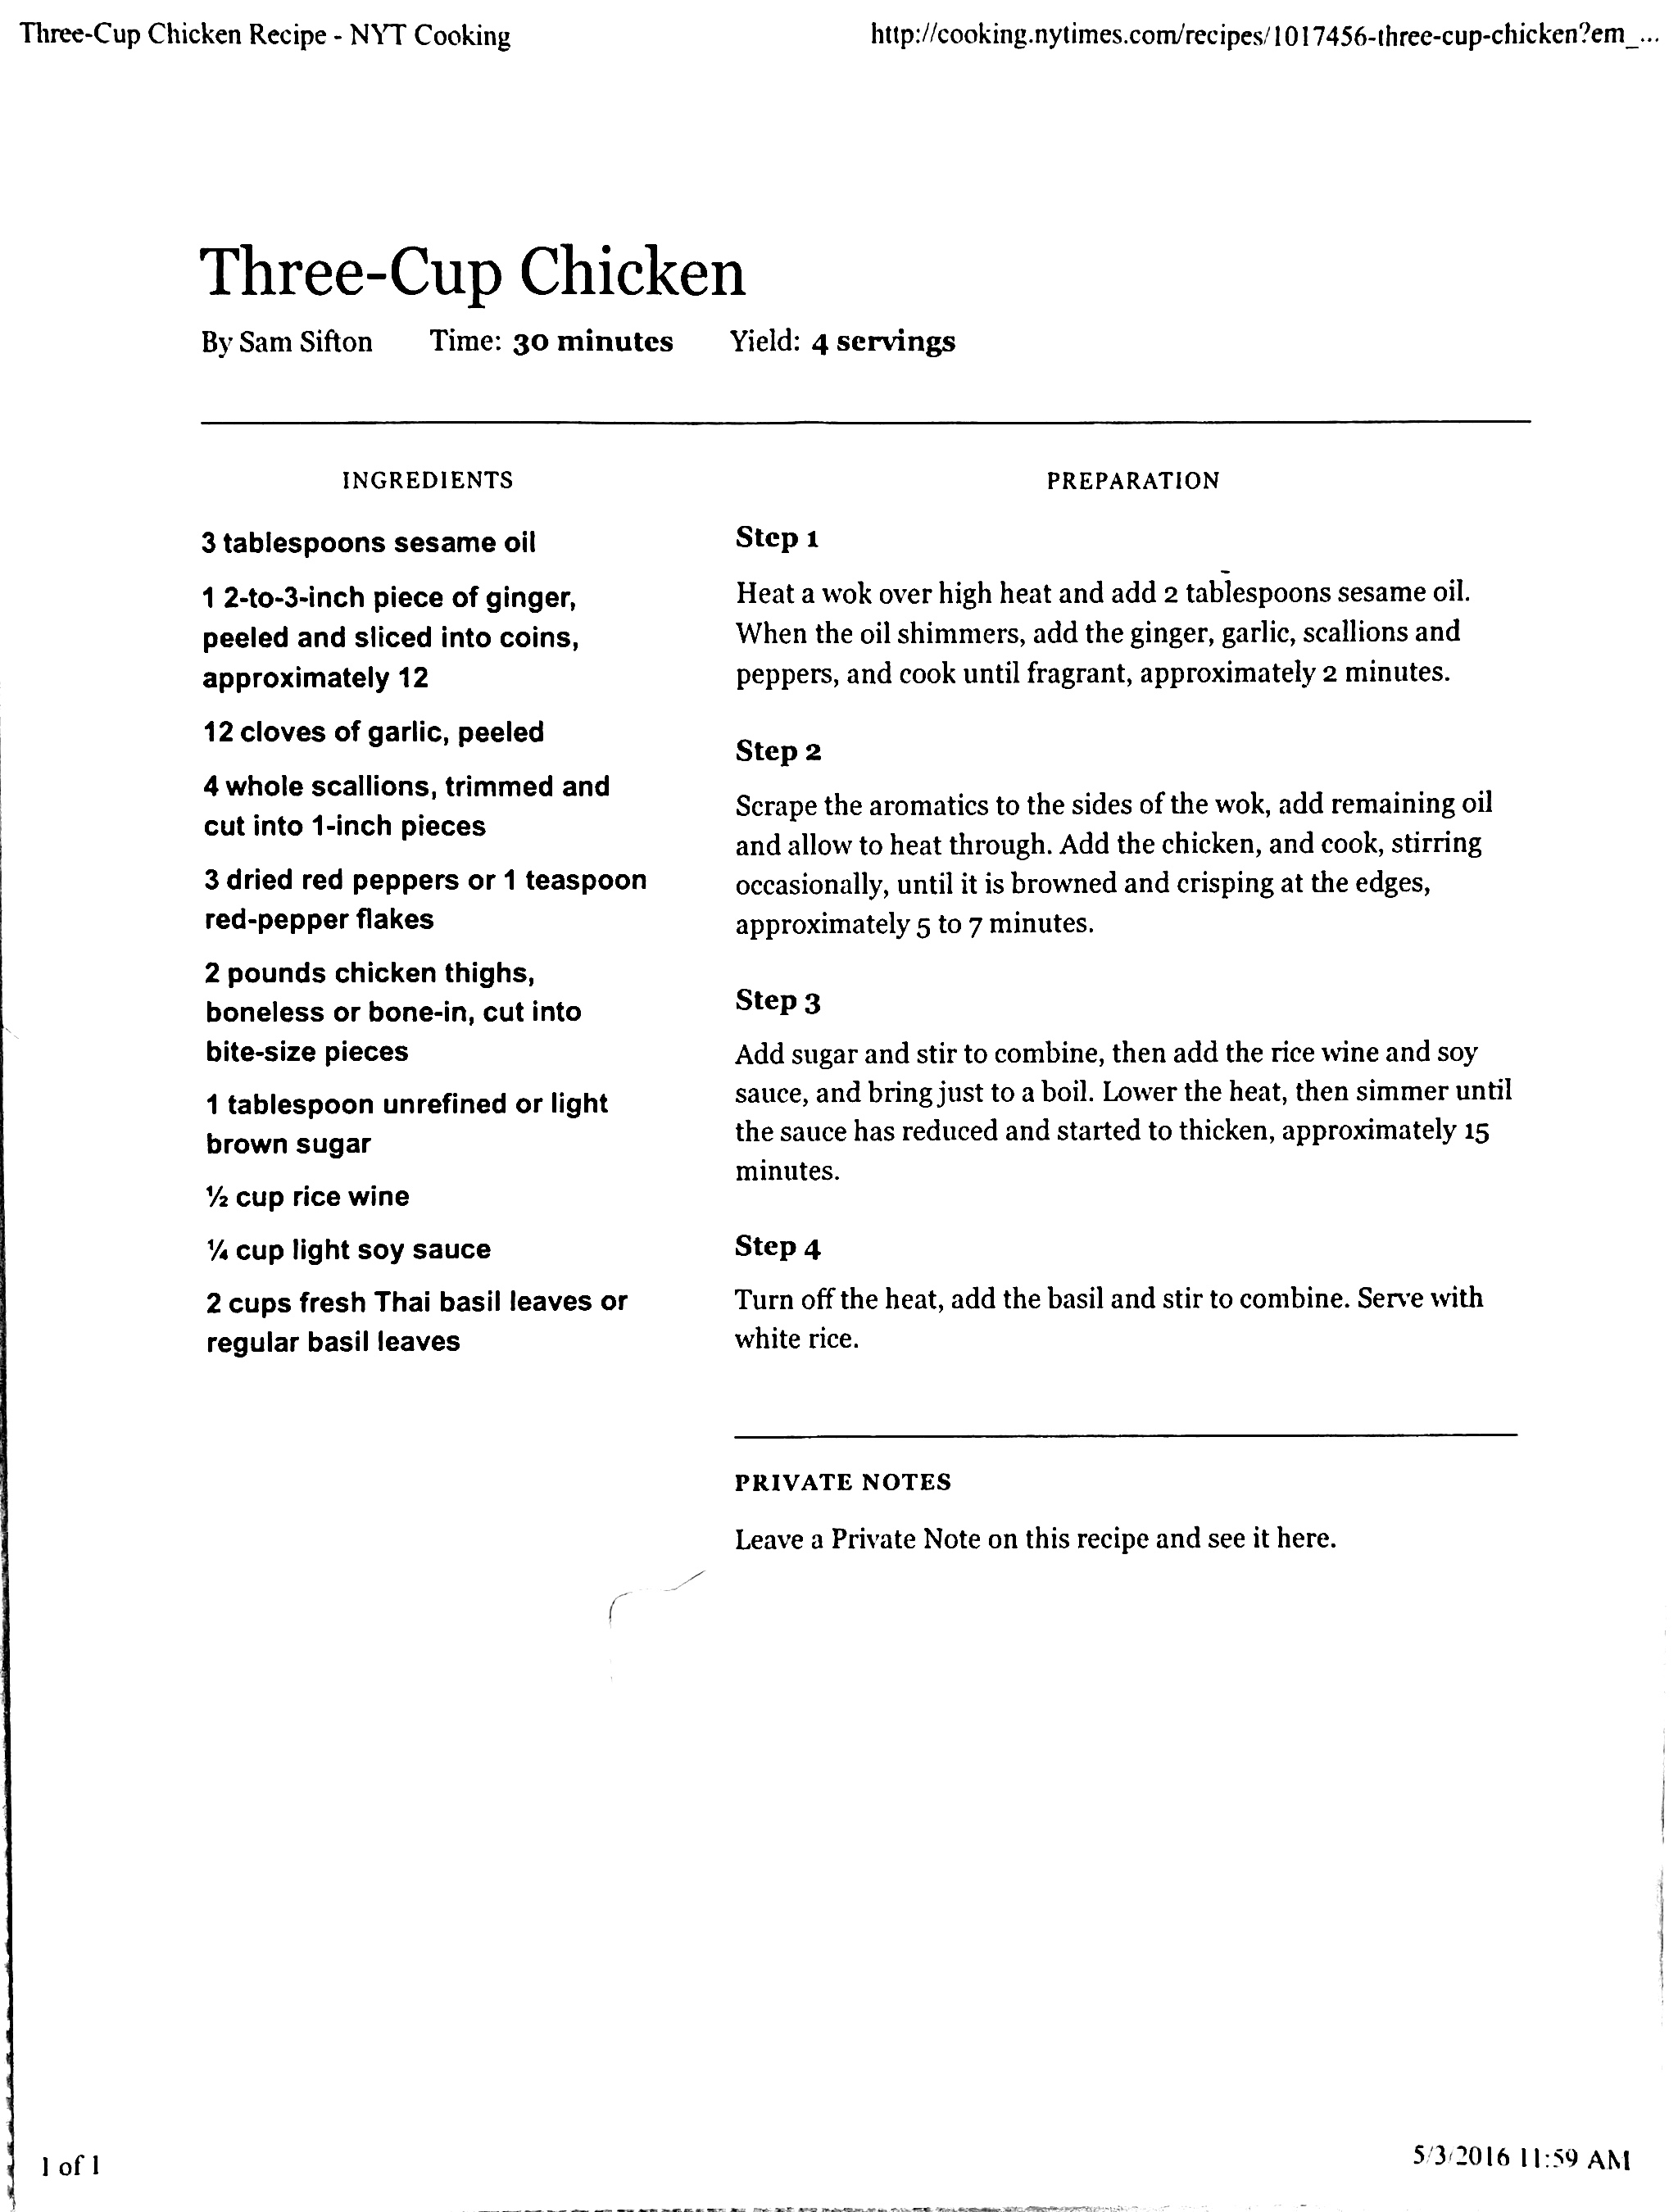 Three-Cup Chicken Recipe - NYT Cooking
http://cooking.nytimes.com/recipes/1017456-three-cup-chicken?em_...
Three-Cup Chicken
By Sam Sifton Time: 30 minutes Yield: 4 servings
INGREDIENTS
3 tablespoons sesame oil
1 2-to-3-inch piece of ginger,
peeled and sliced into coins,
approximately 12
12 cloves of garlic, peeled
4 whole scallions, trimmed and
cut into 1-inch pieces
3 dried red peppers or 1 teaspoon
red-pepper flakes
2 pounds chicken thighs,
boneless or bone-in, cut into
bite-size pieces
1 tablespoon unrefined or light
brown sugar
½ cup rice wine
¼ cup light soy sauce
2 cups fresh Thai basil leaves or
regular basil leaves
PREPARATION
Step 1
Heat a wok over high heat and add 2 tablespoons sesame oil.
When the oil shimmers, add the ginger, garlic, scallions and
peppers, and cook until fragrant, approximately 2 minutes.
Step 2
Scrape the aromatics to the sides of the wok, add remaining oil
and allow to heat through. Add the chicken, and cook, stirring
occasionally, until it is browned and crisping at the edges,
approximately 5 to 7 minutes.
Step 3
Add sugar and stir to combine, then add the rice wine and soy
sauce, and bring just to a boil. Lower the heat, then simmer until
the sauce has reduced and started to thicken, approximately 15
minutes.
Step 4
Turn off the heat, add the basil and stir to combine. Serve with
white rice.
PRIVATE NOTES
Leave a Private Note on this recipe and see it here.
1 of 1
5/3/2016 11:59 AM